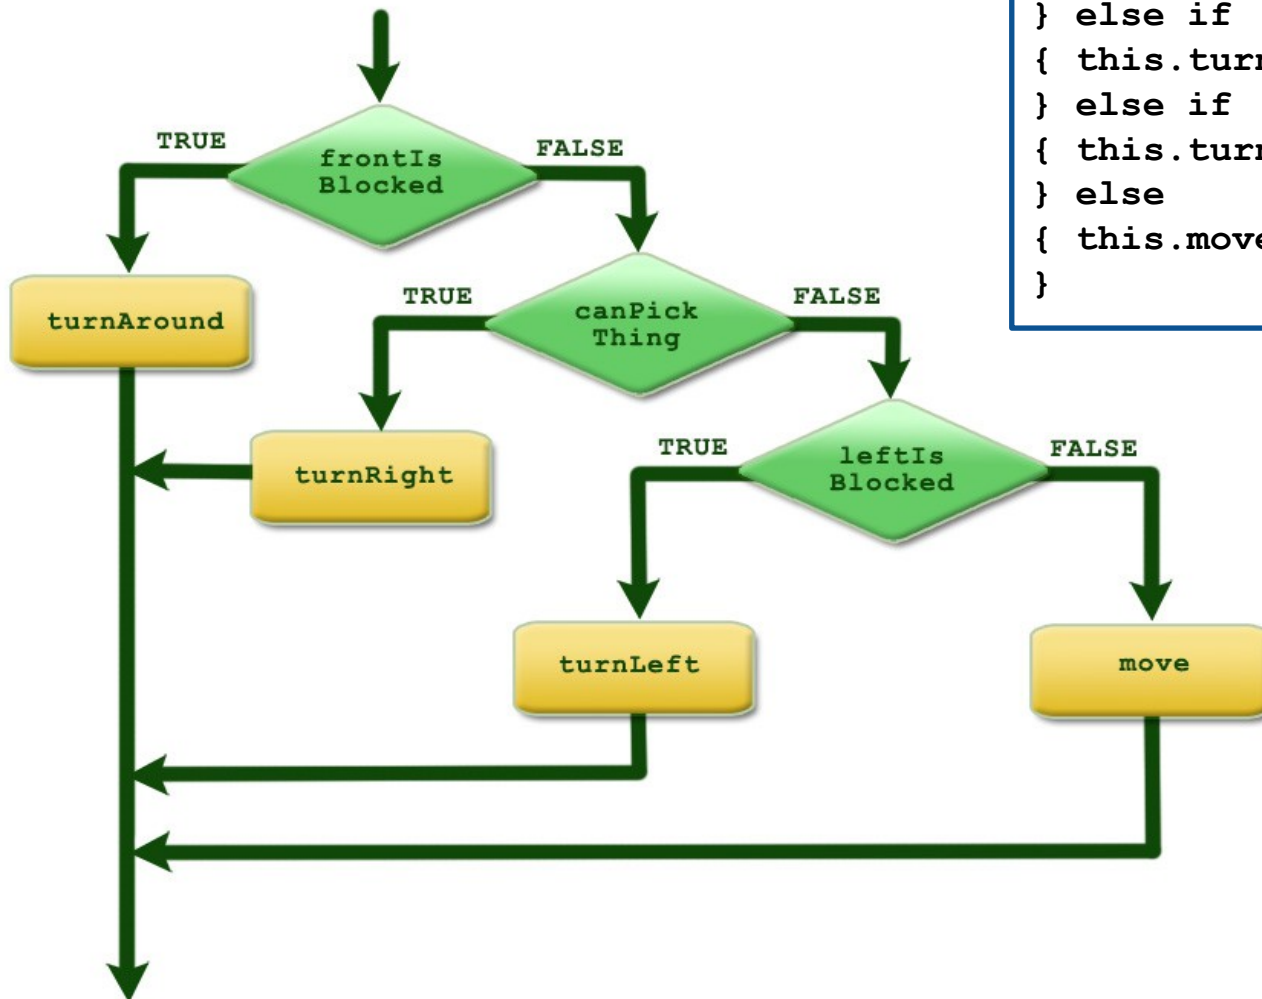 } else if
{ this.turn
} else if
{ this.turn
} else
{ this.move
}
TRUE
frontIs
Blocked
FALSE
turnAround
TRUE
canPick
Thing
FALSE
turnRight
TRUE
leftIs
Blocked
FALSE
turnLeft
move